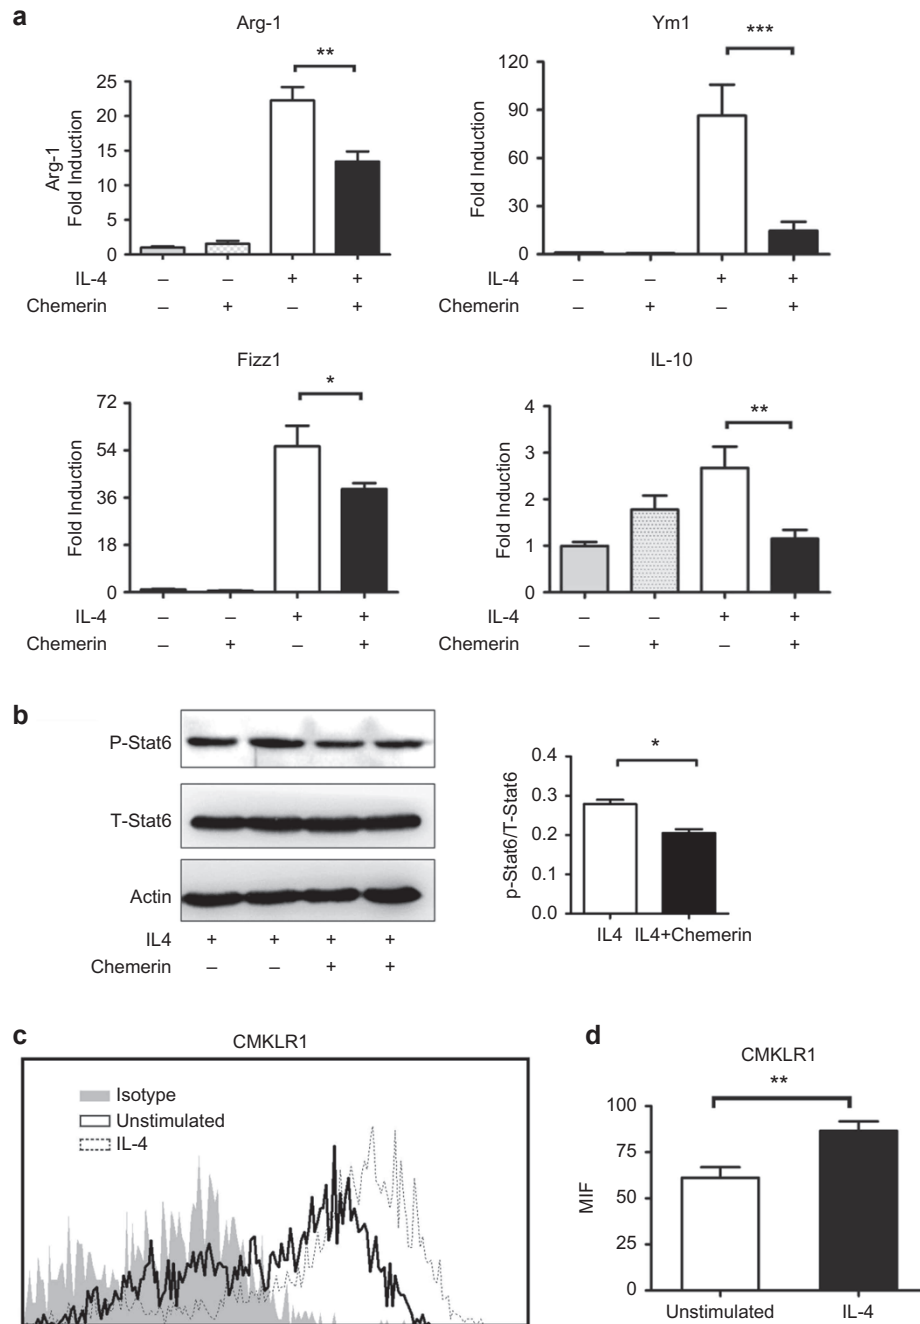 a
Arg-1
**
25
20
15
10
5
0
Arg-1
Fold Induction
IL-4 – – + +
Chemerin – + – +
Ym1
***
120
90
60
30
0
Fold Induction
– – + +
– + – +
Fizz1
*
72
54
36
18
0
Fold Induction
IL-4 – – + +
Chemerin – + – +
IL-10
**
4
3
2
1
0
Fold Induction
IL-4 – – + +
Chemerin – + – +
b
P-Stat6
T-Stat6
Actin
IL4 + + + +
Chemerin – – + +
*
0.4
0.3
0.2
0.1
0.0
p-Stat6/T-Stat6
IL4 IL4+Chemerin
c
CMKLR1
Isotype
Unstimulated
IL-4
d
CMKLR1
**
100
75
50
25
0
MIF
Unstimulated IL-4